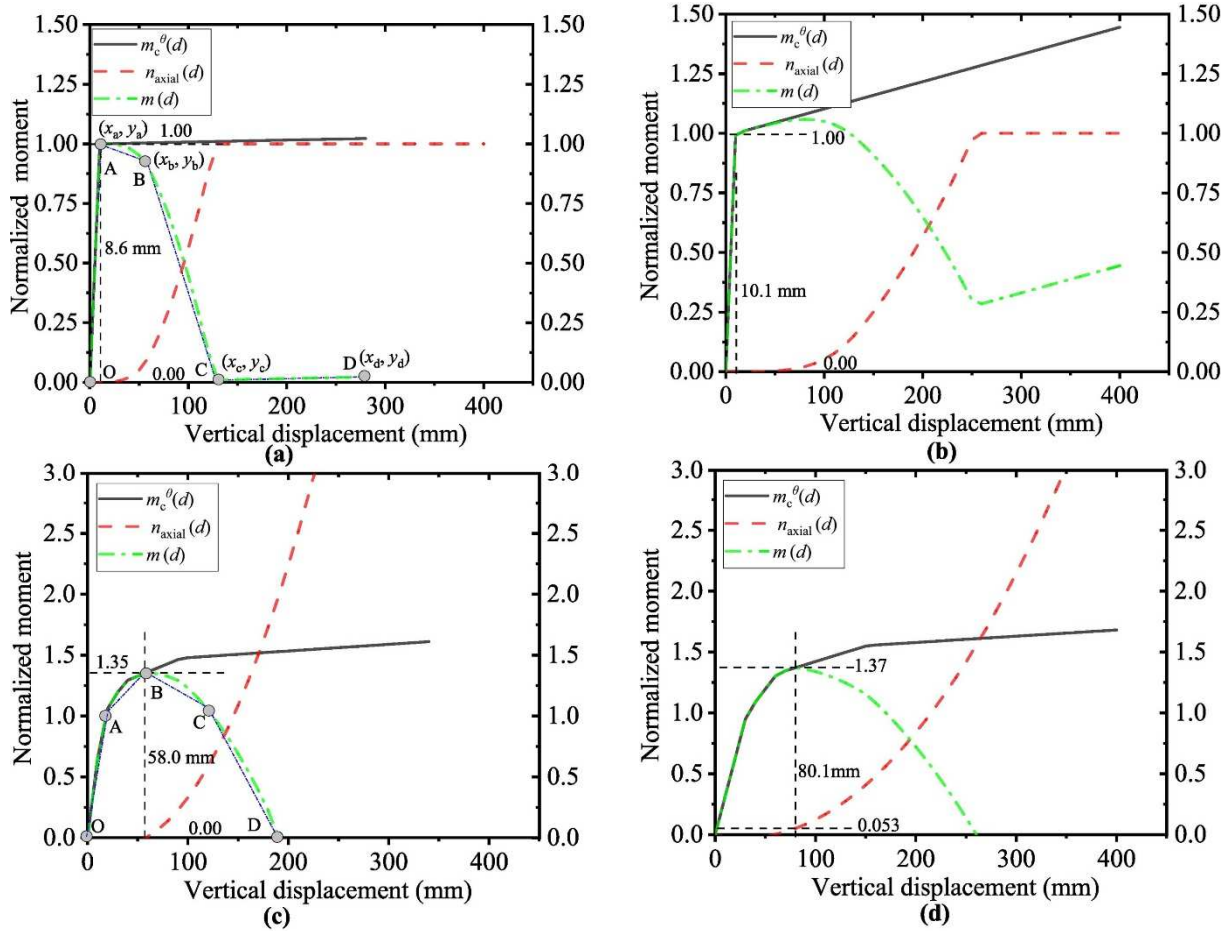 (a)
1.50
1.25
1.00
0.75
0.50
0.25
0.00
Normalized moment
m_c^θ(d)
n_axial(d)
m(d)
(x_a, y_a)
1.00
(x_b, y_b)
A
B
8.6 mm
O
0.00
C
(x_c, y_c)
D
(x_d, y_d)
1.50
1.25
1.00
0.75
0.50
0.25
0.00
0
100
200
300
400
Vertical displacement (mm)
(a)
(b)
1.50
1.25
1.00
0.75
0.50
0.25
0.00
Normalized moment
m_c^θ(d)
n_axial(d)
m(d)
1.00
10.1 mm
0.00
1.50
1.25
1.00
0.75
0.50
0.25
0.00
0
100
200
300
400
Vertical displacement (mm)
(b)
3.0
2.5
2.0
1.5
1.0
0.5
0.0
Normalized moment
m_c^θ(d)
n_axial(d)
m(d)
1.35
B
A
C
58.0 mm
O
0.00
D
3.0
2.5
2.0
1.5
1.0
0.5
0.0
0
100
200
300
400
Vertical displacement (mm)
(c)
3.0
2.5
2.0
1.5
1.0
0.5
0.0
Normalized moment
m_c^θ(d)
n_axial(d)
m(d)
1.37
80.1mm
0.053
3.0
2.5
2.0
1.5
1.0
0.5
0.0
0
100
200
300
400
Vertical displacement (mm)
(d)